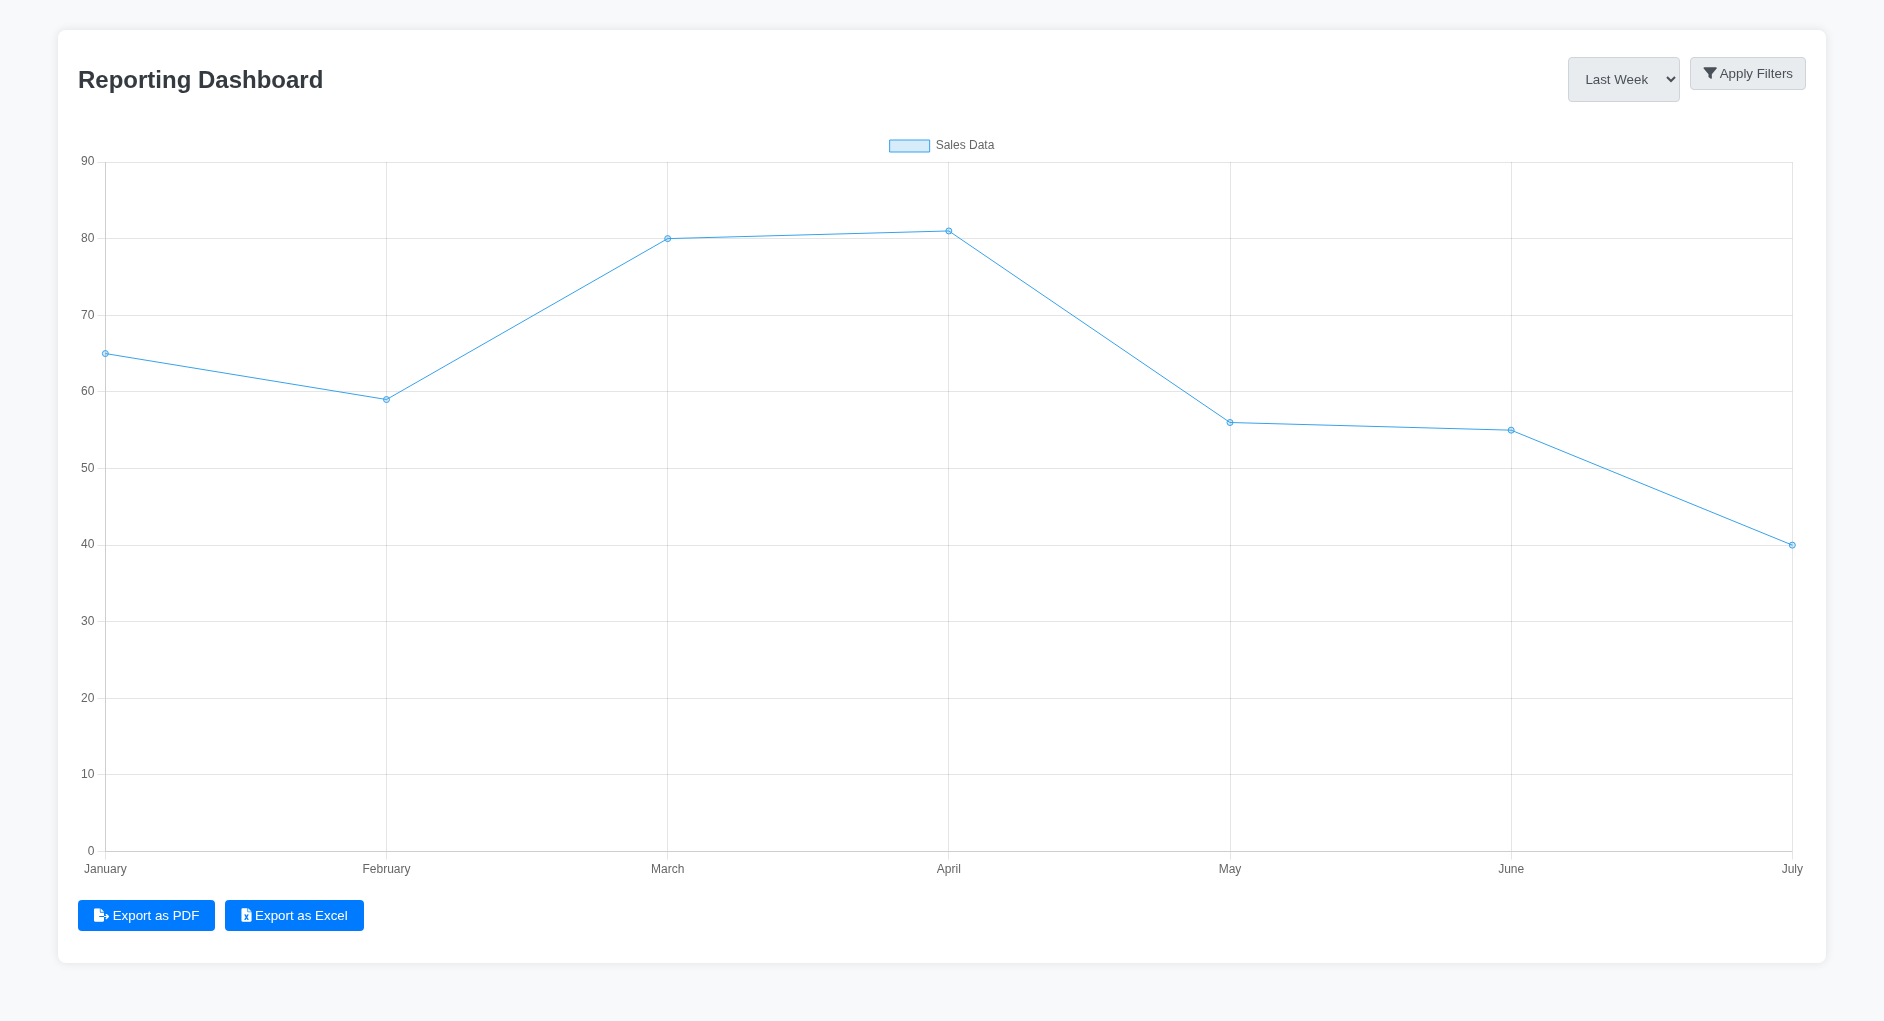 Reporting Dashboard
Last Week
Apply Filters
Sales Data
90
80
70
60
50
40
30
20
10
0
January February March April May June July
Export as PDF
Export as Excel